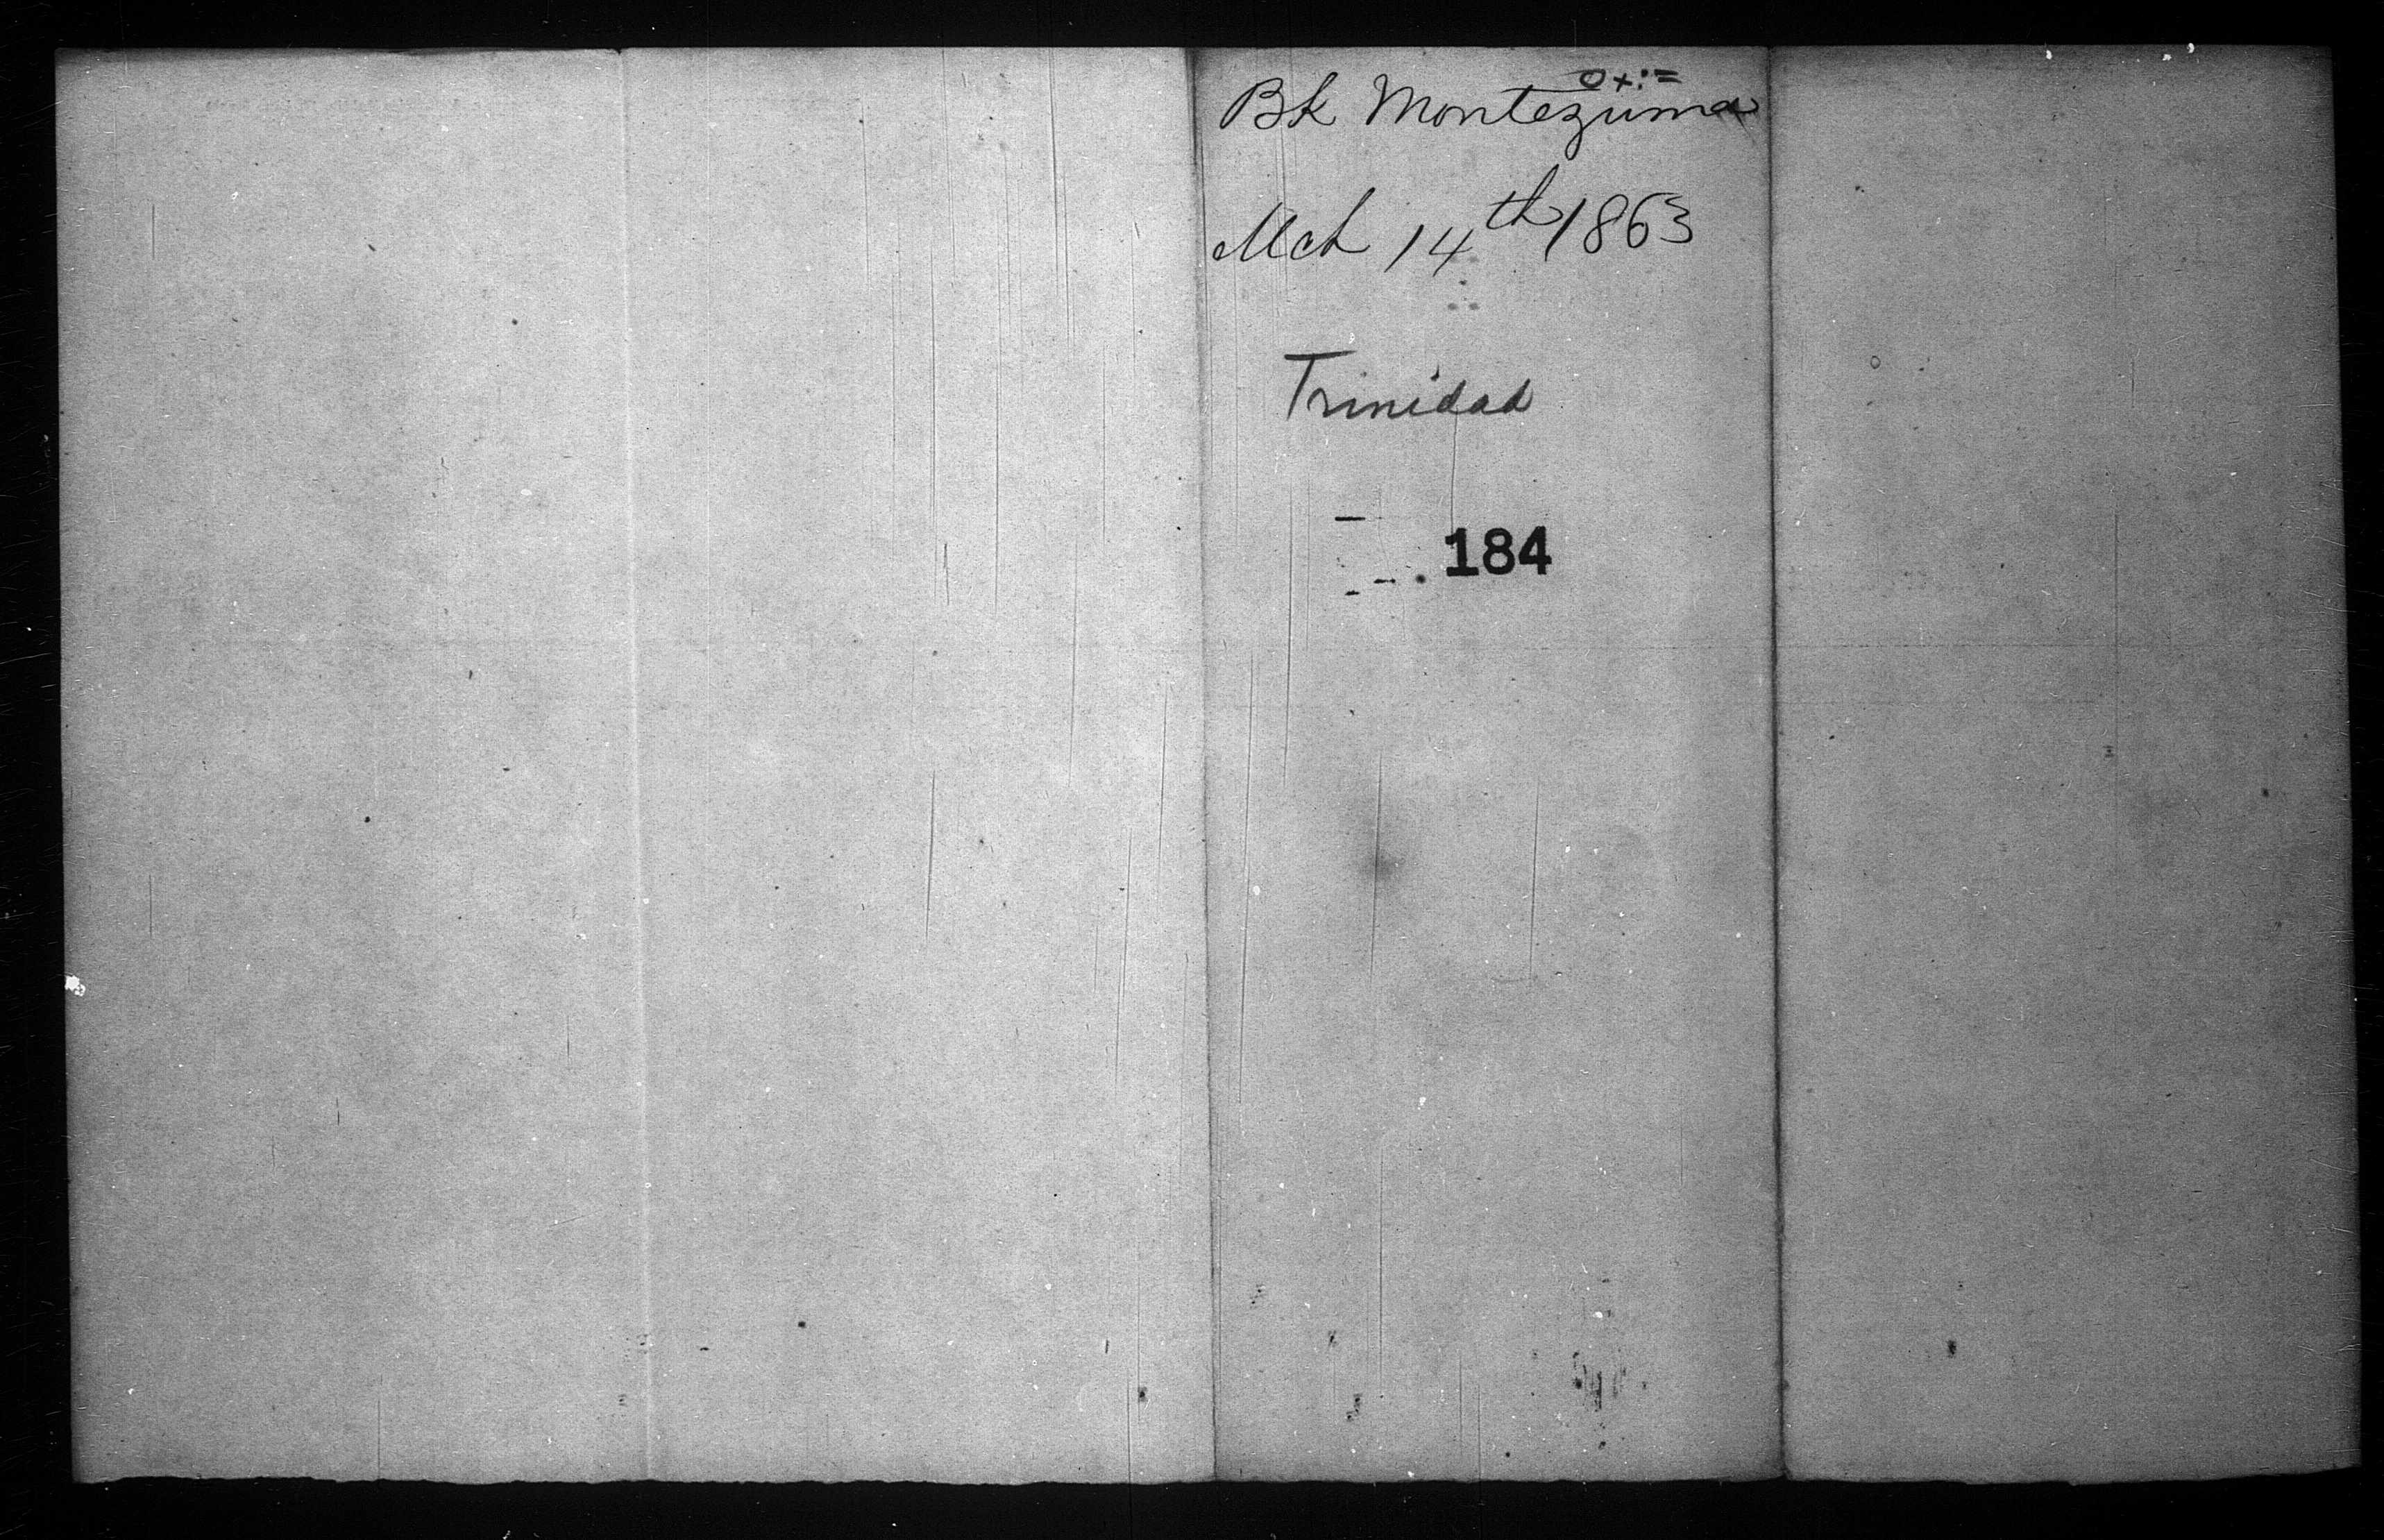 o+:=
Bk Montezuma
Mch 14th 1863
Trinidad
184